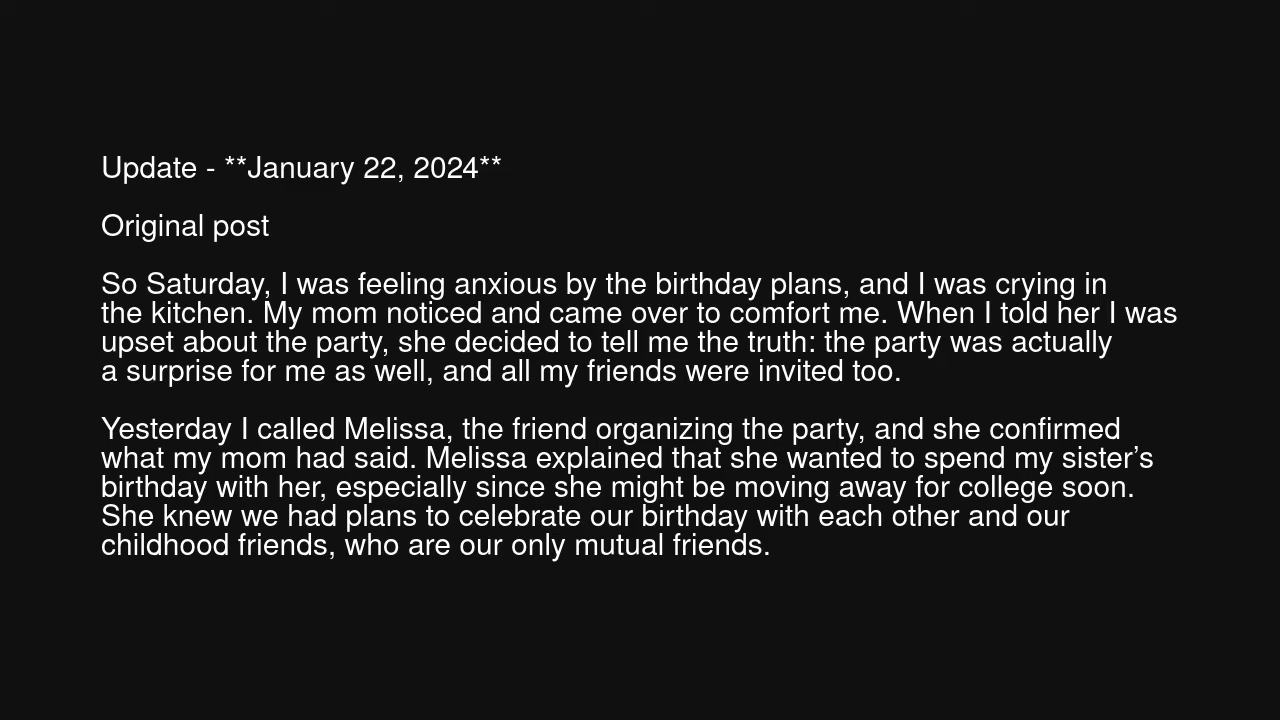 Update - **January 22, 2024**
Original post
So Saturday, I was feeling anxious by the birthday plans, and I was crying in
the kitchen. My mom noticed and came over to comfort me. When I told her I was
upset about the party, she decided to tell me the truth: the party was actually
a surprise for me as well, and all my friends were invited too.
Yesterday I called Melissa, the friend organizing the party, and she confirmed
what my mom had said. Melissa explained that she wanted to spend my sister’s
birthday with her, especially since she might be moving away for college soon.
She knew we had plans to celebrate our birthday with each other and our
childhood friends, who are our only mutual friends.